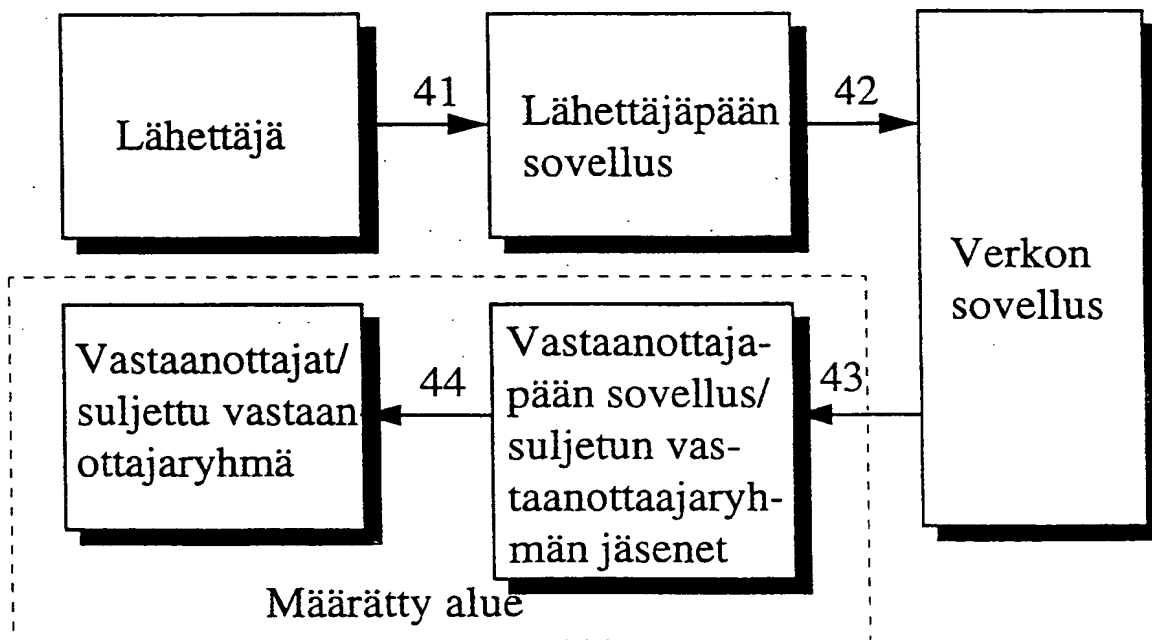 Lähettäjä
41
Lähettäjäpään
sovellus
42
Verkon
sovellus
43
Vastaanottaja-
pään sovellus/
suljetun vas-
taanottaajaryh-
män jäsenet
44
Vastaanottajat/
suljettu vastaan
ottajaryhmä
Määrätty alue